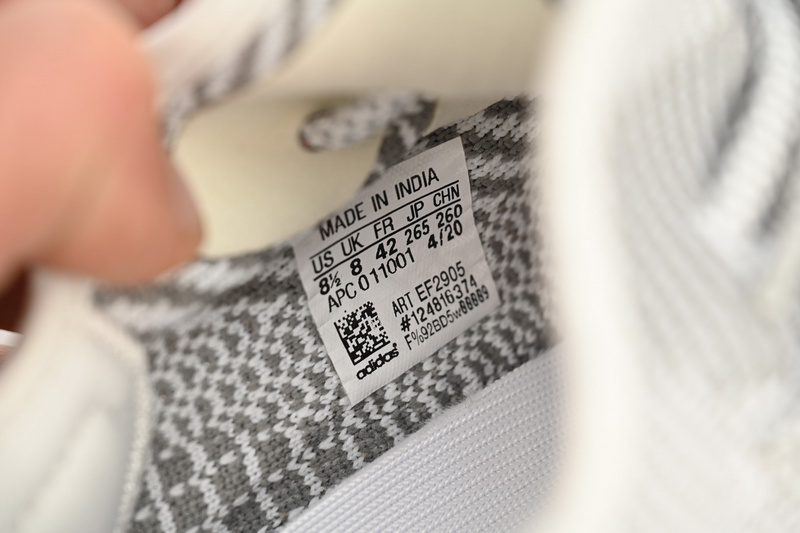 MADE IN INDIA
US UK FR JP CHN
8½ 8 42 265 260
APC 011001 4/20
ART EF2905
#124816374
adidas